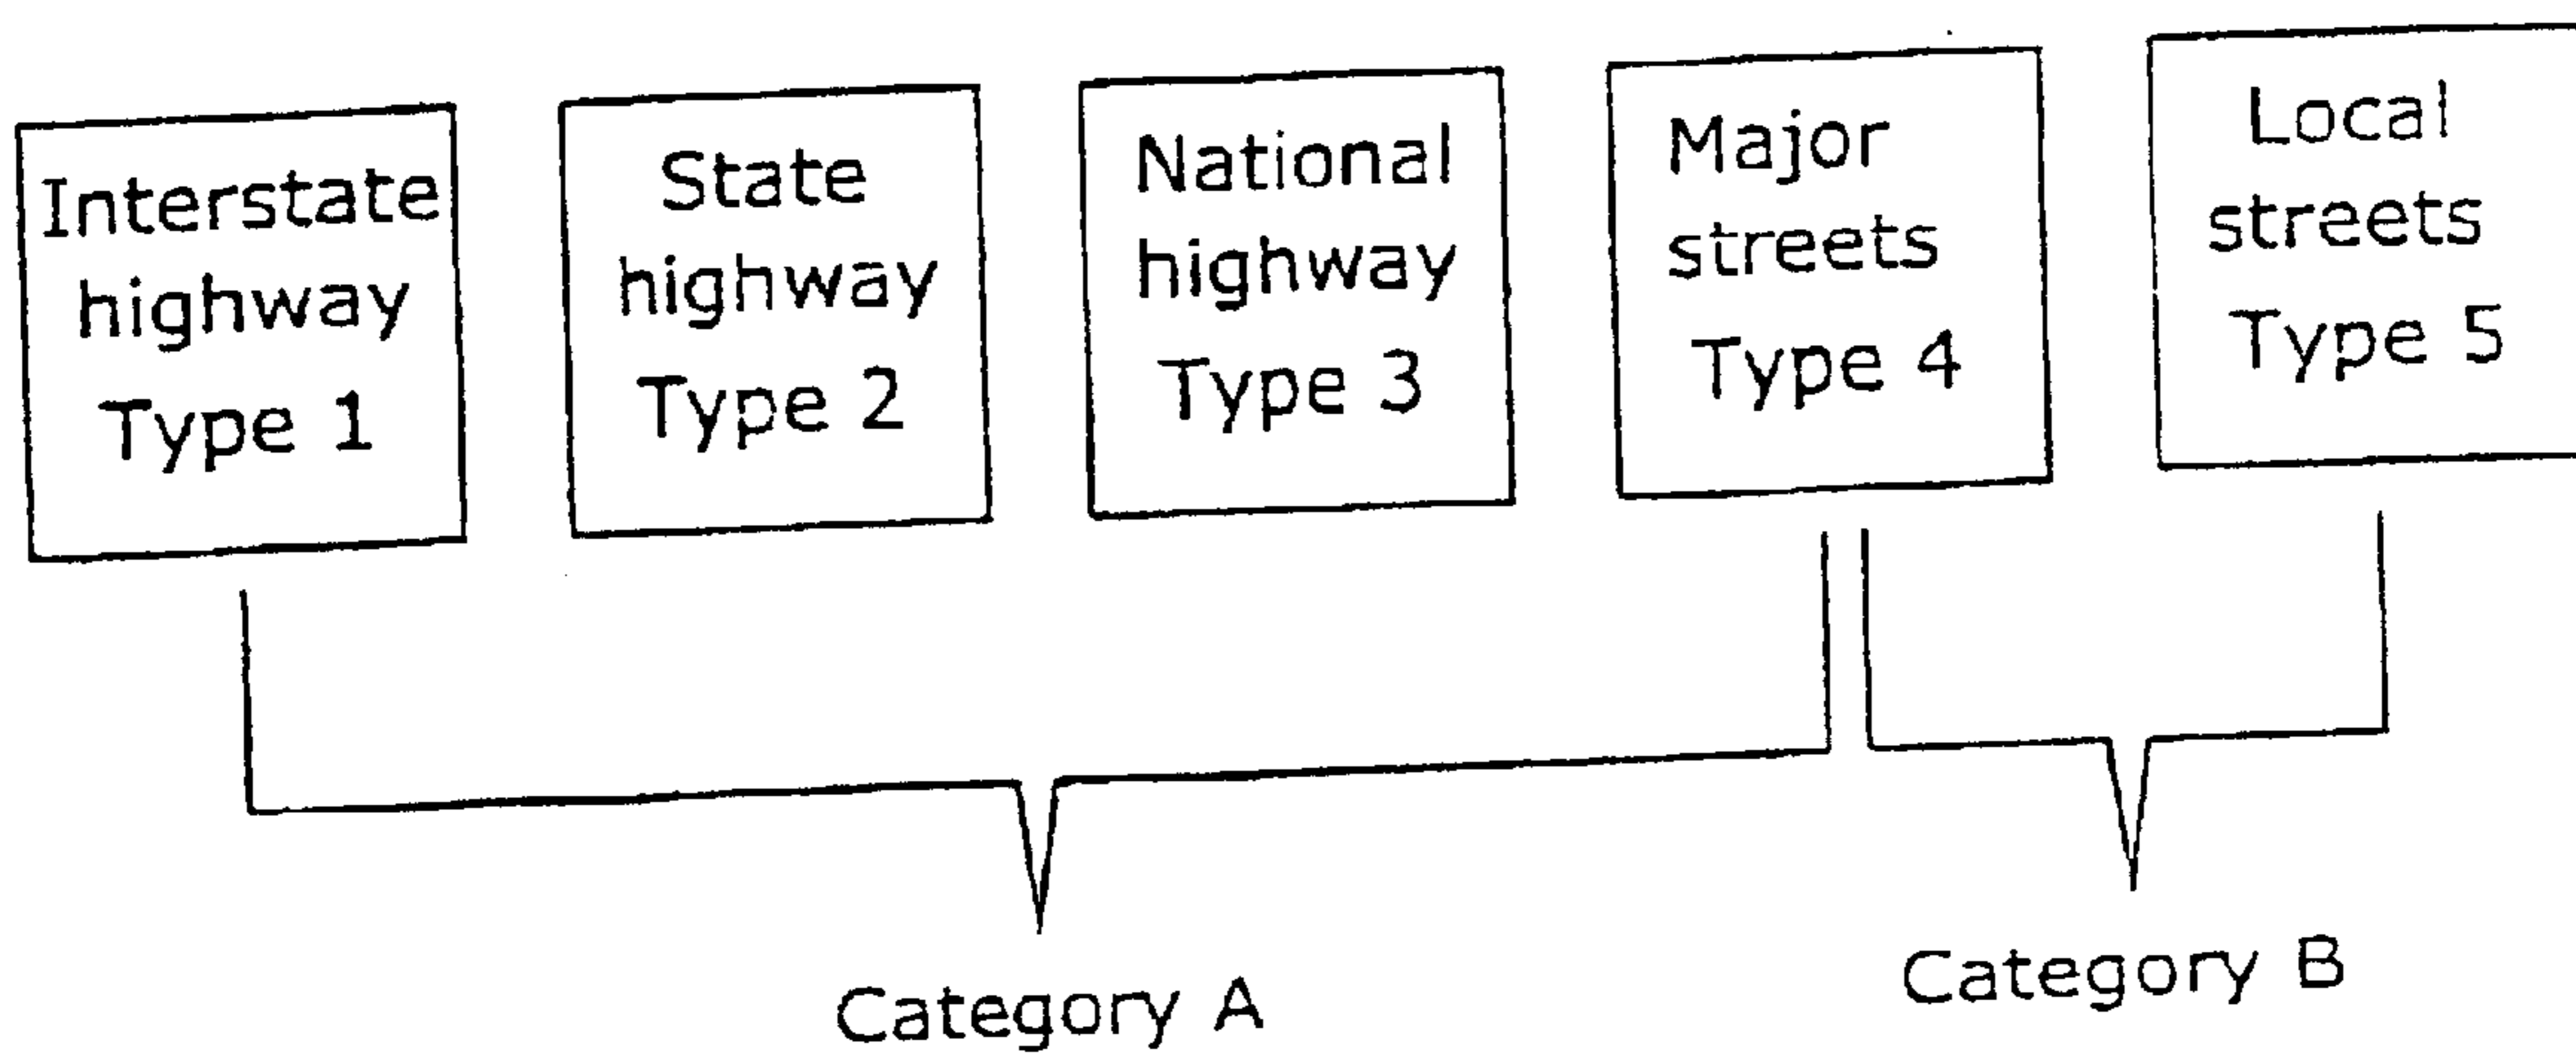 Interstate
highway
Type 1
State
highway
Type 2
National
highway
Type 3
Major
streets
Type 4
Local
streets
Type 5
Category A
Category B